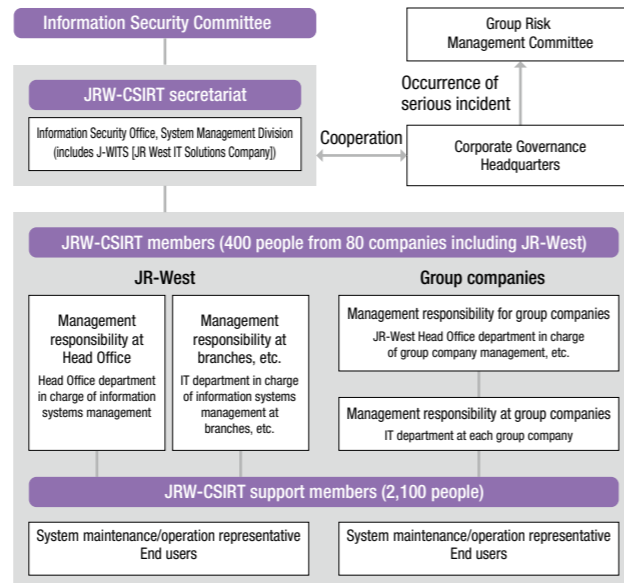 Information Security Committee
Group Risk
Management Committee
JRW-CSIRT secretariat
Information Security Office, System Management Division
(includes J-WITS [JR West IT Solutions Company])
Occurrence of
serious incident
Cooperation
Corporate Governance
Headquarters
JRW-CSIRT members (400 people from 80 companies including JR-West)
JR-West
Management
responsibility at
Head Office
Head Office department
in charge of information
systems management
Management
responsibility at
branches, etc.
IT department in charge
of information systems
management at
branches, etc.
Group companies
Management responsibility for group companies
JR-West Head Office department in charge
of group company management, etc.
Management responsibility at group companies
IT department at each group company
JRW-CSIRT support members (2,100 people)
System maintenance/operation representative
End users
System maintenance/operation representative
End users